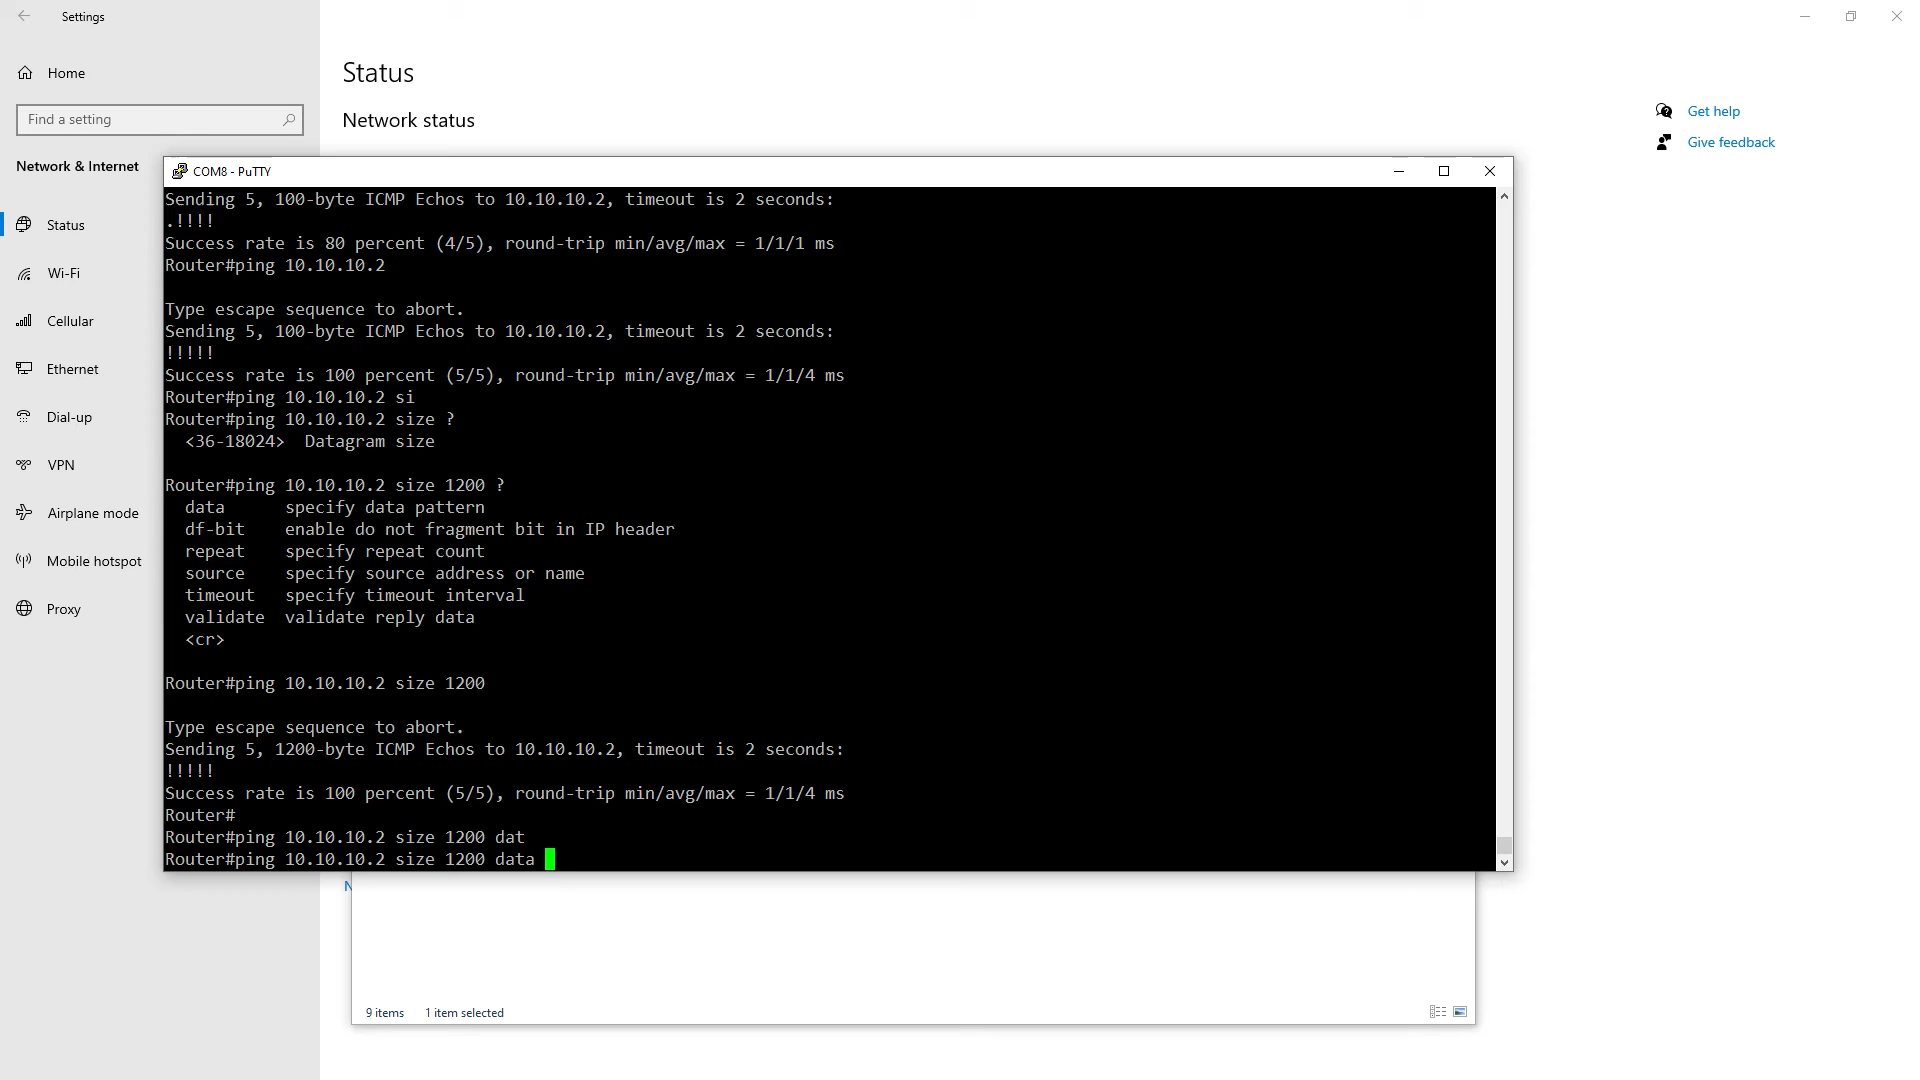 Settings
Home
Find a setting
Network & Internet
Status
Wi-Fi
Cellular
Ethernet
Dial-up
VPN
Airplane mode
Mobile hotspot
Proxy
Status
Network status
Get help
Give feedback
COM8 - PuTTY
Sending 5, 100-byte ICMP Echos to 10.10.10.2, timeout is 2 seconds:
.!!!!
Success rate is 80 percent (4/5), round-trip min/avg/max = 1/1/1 ms
Router#ping 10.10.10.2
Type escape sequence to abort.
Sending 5, 100-byte ICMP Echos to 10.10.10.2, timeout is 2 seconds:
!!!!!
Success rate is 100 percent (5/5), round-trip min/avg/max = 1/1/4 ms
Router#ping 10.10.10.2 si
Router#ping 10.10.10.2 size ?
<36-18024>  Datagram size
Router#ping 10.10.10.2 size 1200 ?
data      specify data pattern
df-bit    enable do not fragment bit in IP header
repeat    specify repeat count
source    specify source address or name
timeout   specify timeout interval
validate  validate reply data
<cr>
Router#ping 10.10.10.2 size 1200
Type escape sequence to abort.
Sending 5, 1200-byte ICMP Echos to 10.10.10.2, timeout is 2 seconds:
!!!!!
Success rate is 100 percent (5/5), round-trip min/avg/max = 1/1/4 ms
Router#
Router#ping 10.10.10.2 size 1200 dat
Router#ping 10.10.10.2 size 1200 data
N
9 items 1 item selected